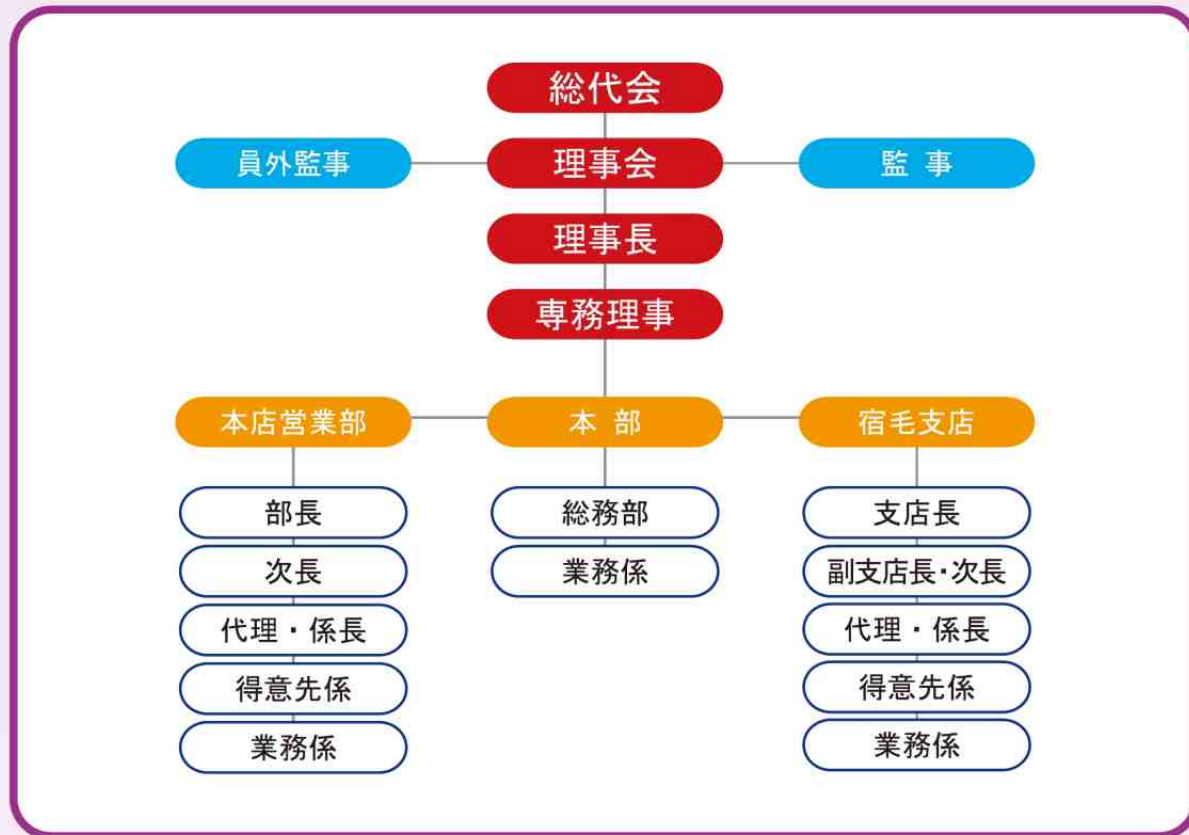 総代会
員外監事
理事会
監 事
理事長
専務理事
本店営業部
本 部
宿毛支店
部長
総務部
支店長
次長
業務係
副支店長・次長
代理・係長
代理・係長
得意先係
得意先係
業務係
業務係